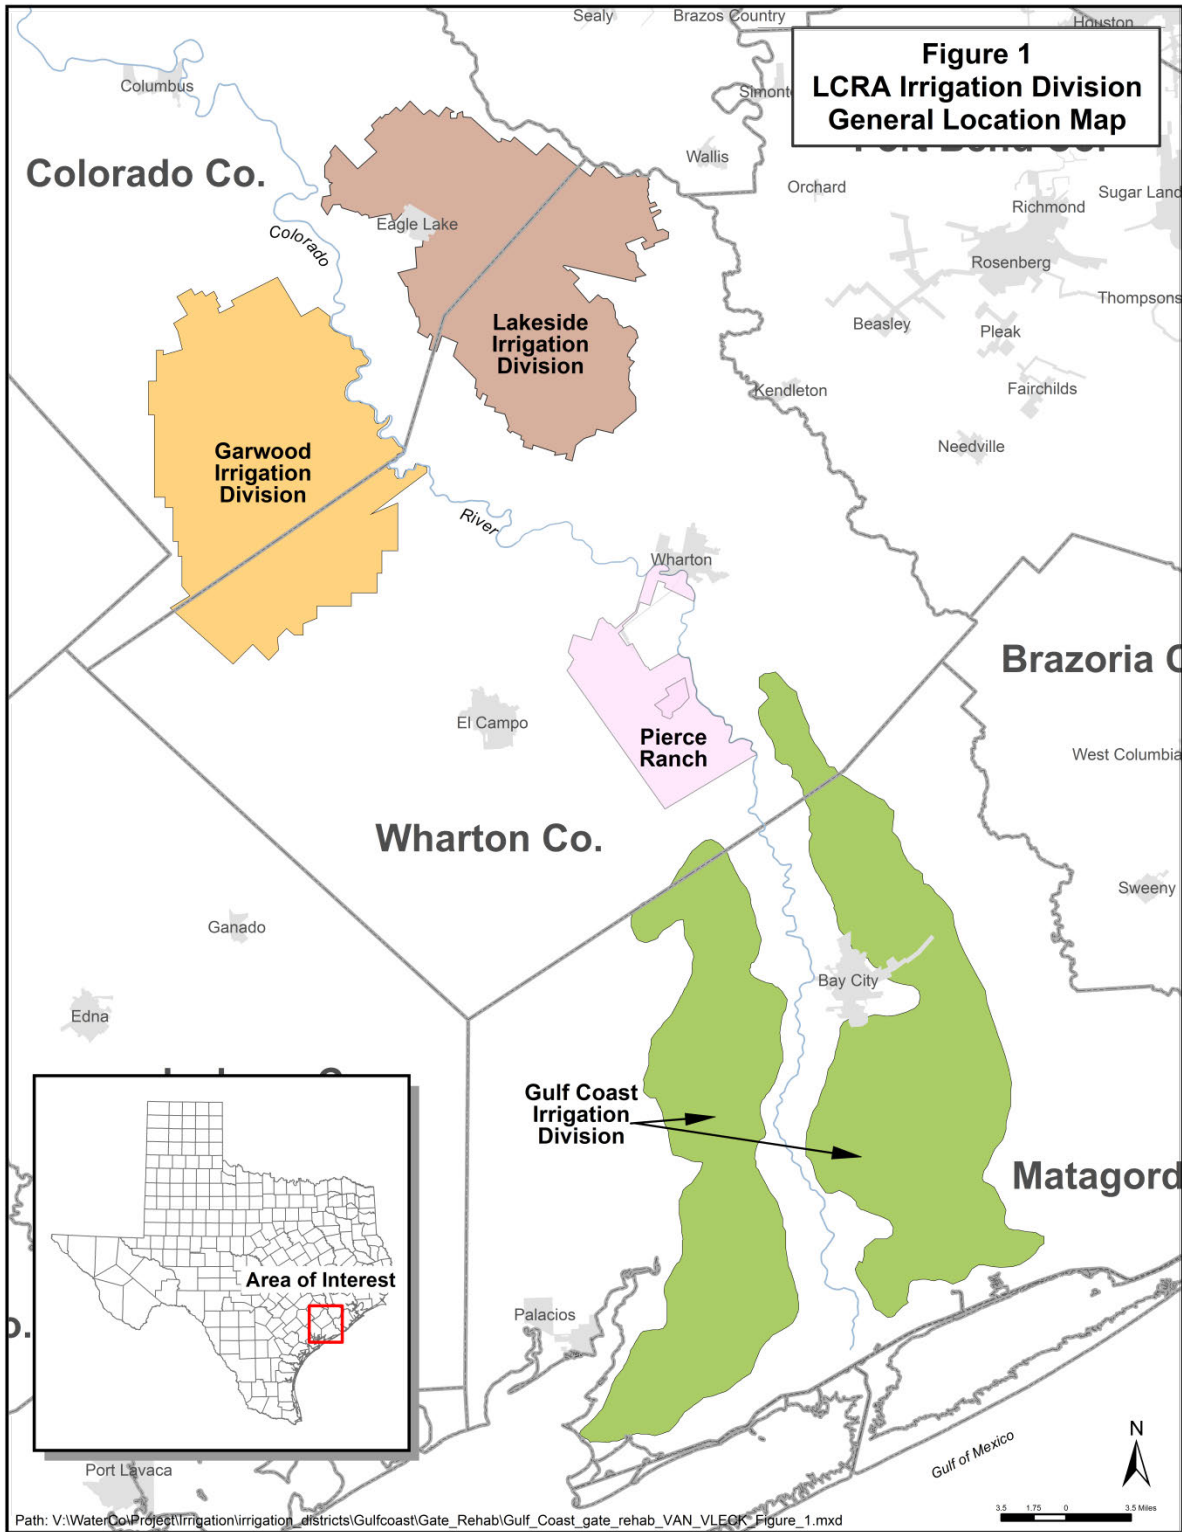 Sealy
Brazos Country
Houston
Figure 1
LCRA Irrigation Division
General Location Map
Columbus
Wallis
Colorado Co.
Orchard
Sugar Land
Richmond
Eagle Lake
Colorado
Rosenberg
Thompsons
Lakeside
Irrigation
Division
Beasley
Pleak
Kendleton
Fairchilds
Garwood
Irrigation
Division
Needville
River
Wharton
Brazoria C
El Campo
Pierce
Ranch
West Columbia
Wharton Co.
Sweeny
Ganado
Bay City
Edna
Gulf Coast
Irrigation
Division
Matagord
Area of Interest
Palacios
Port Lavaca
Gulf of Mexico
N
3.5 1.75 0 3.5 Miles
Path: V:\WaterCo\Project\Irrigation\irrigation_districts\Gulfcoast\Gate_Rehab\Gulf_Coast_gate_rehab_VAN_VLECK_Figure_1.mxd